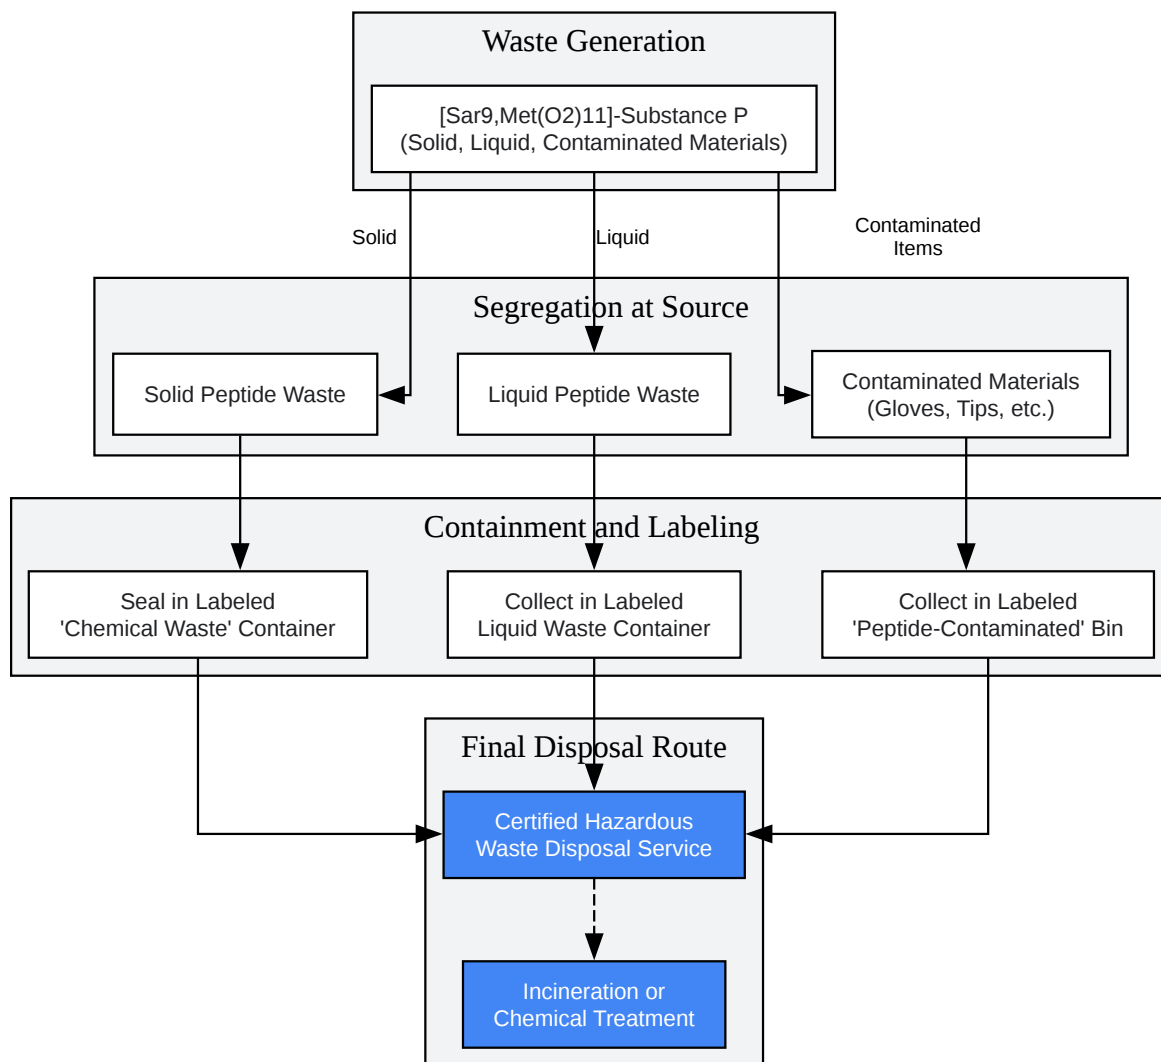 Waste Generation
[Sar9,Met(O2)11]-Substance P
(Solid, Liquid, Contaminated Materials)
Solid
Liquid
Contaminated
Items
Segregation at Source
Solid Peptide Waste
Liquid Peptide Waste
Contaminated Materials
(Gloves, Tips, etc.)
Containment and Labeling
Seal in Labeled
'Chemical Waste' Container
Collect in Labeled
Liquid Waste Container
Collect in Labeled
'Peptide-Contaminated' Bin
Final Disposal Route
Certified Hazardous
Waste Disposal Service
Incineration or
Chemical Treatment